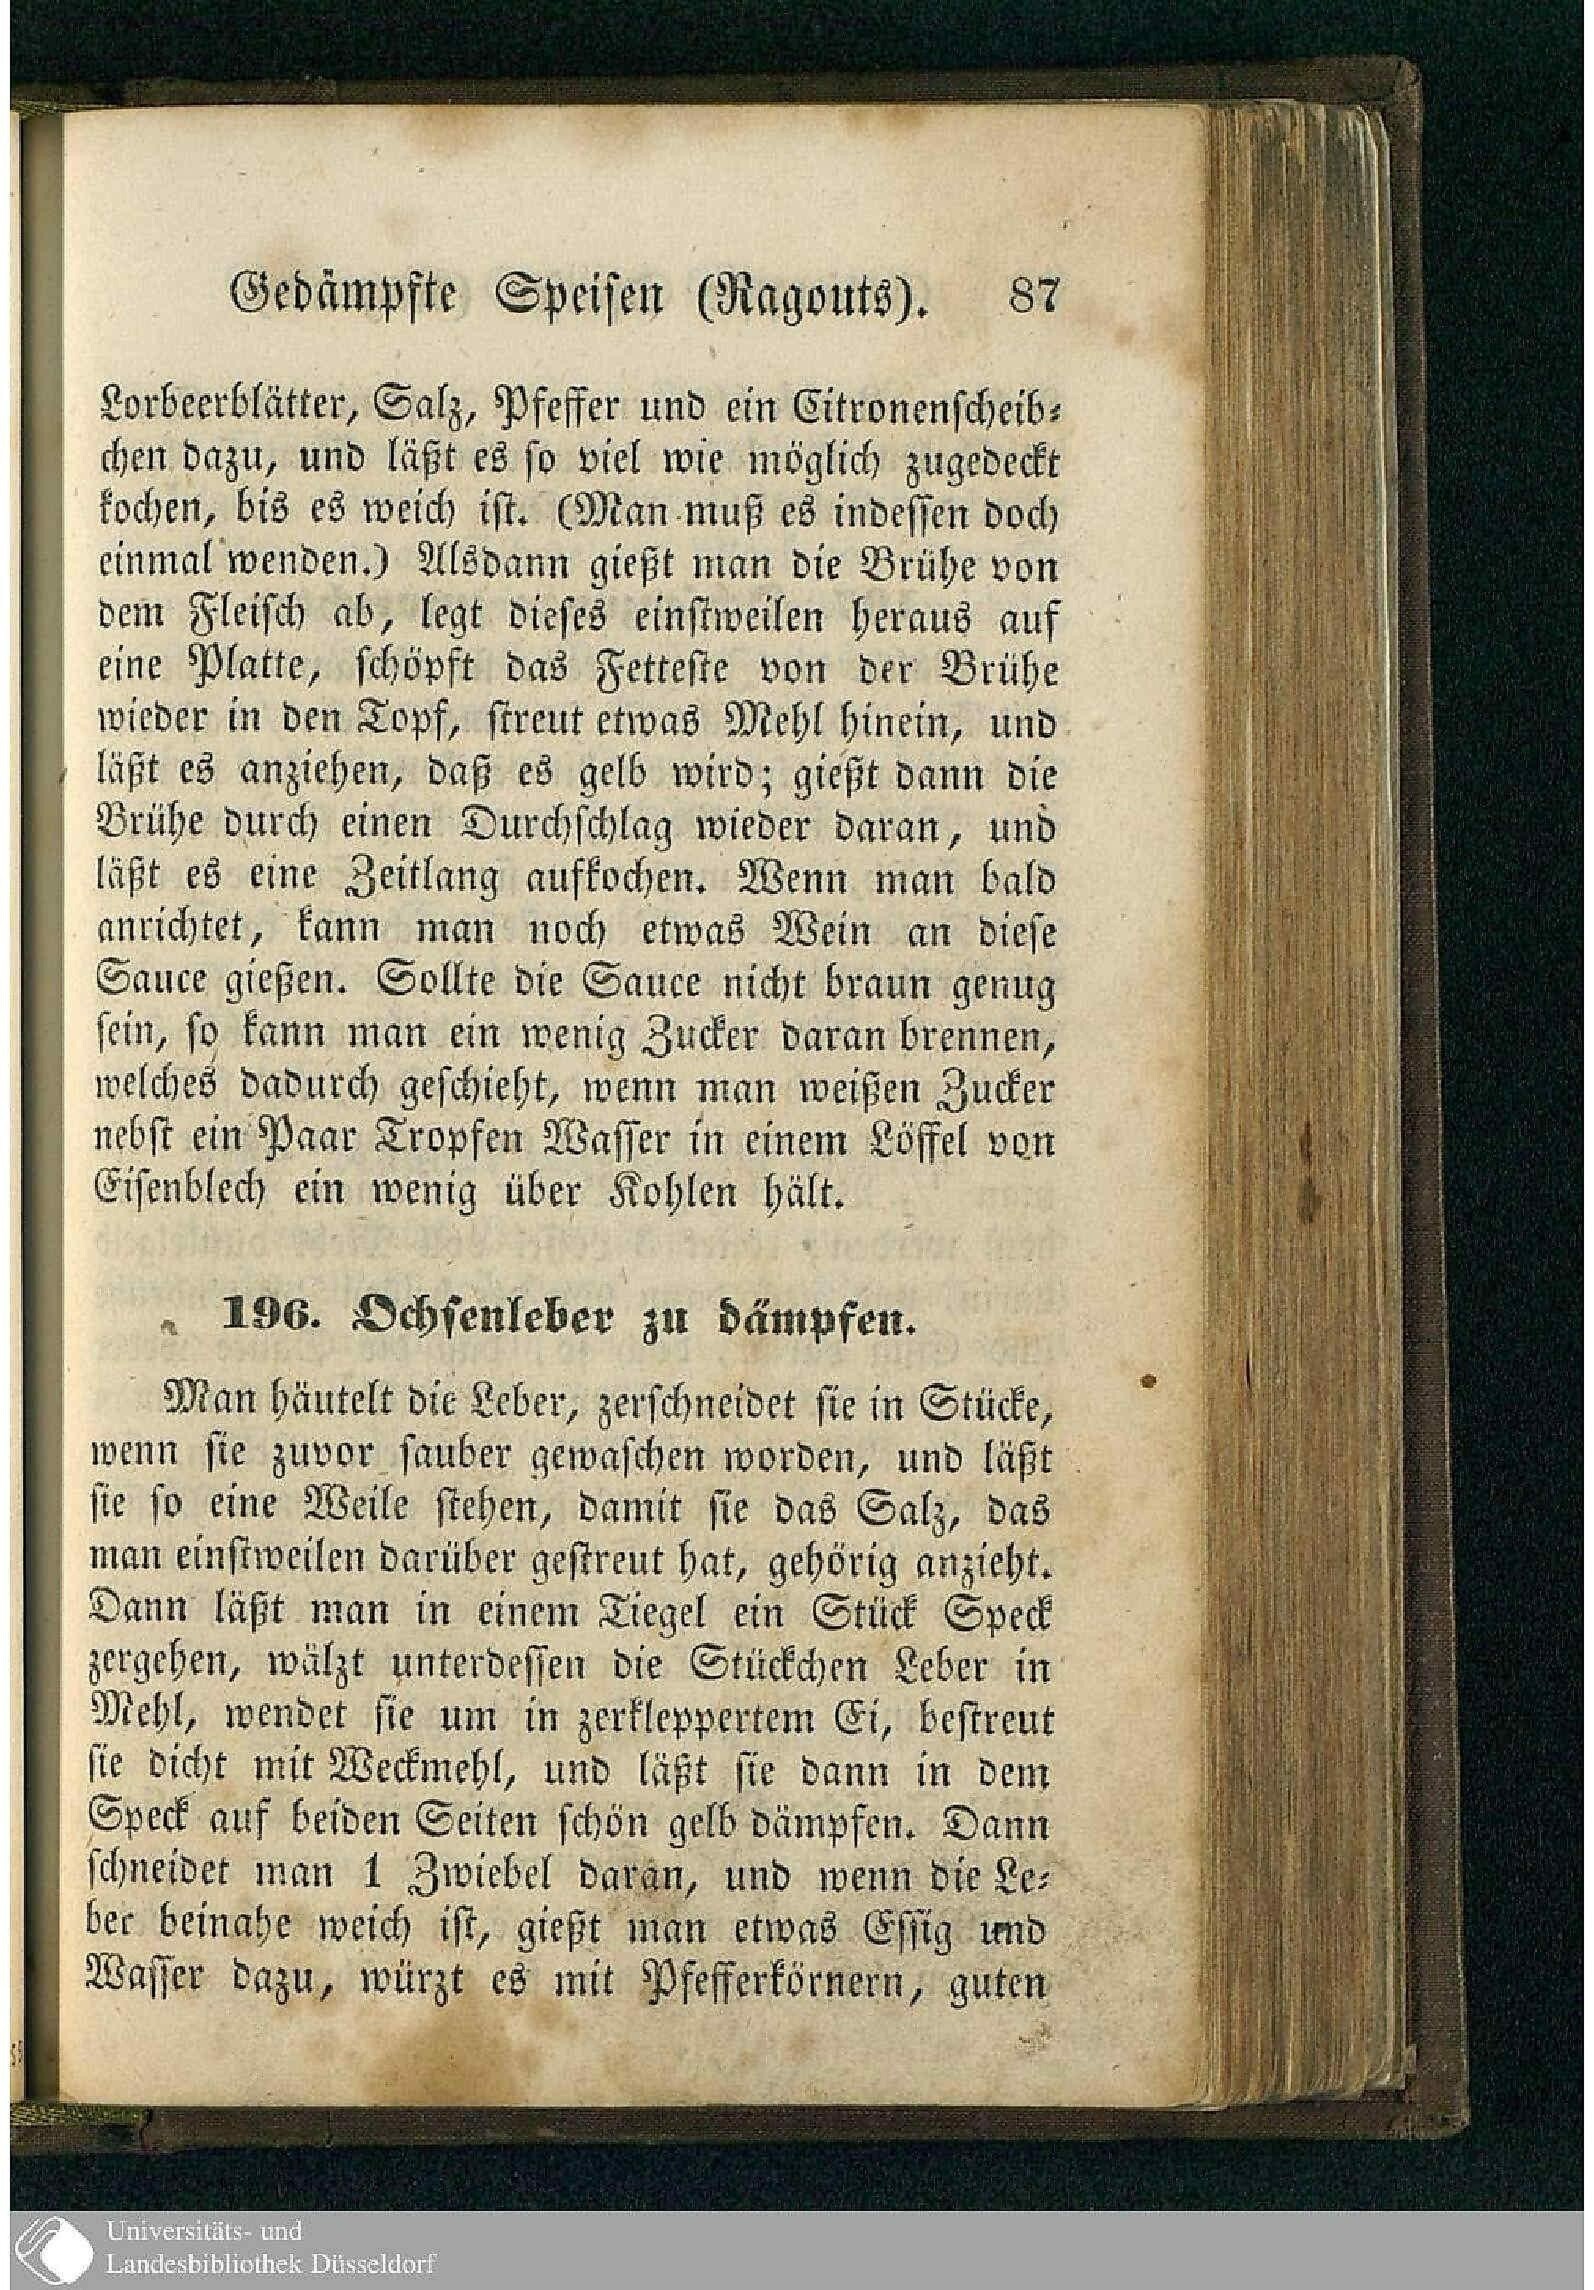 Gedämpfte Speisen (Ragouts). 87
Lorbeerblätter, Salz, Pfeffer und ein Citronenscheib-
chen dazu, und läßt es so viel wie möglich zugedeckt
kochen, bis es weich ist. (Man muß es indessen doch
einmal wenden.) Alsdann gießt man die Brühe von
dem Fleisch ab, legt dieses einstweilen heraus auf
eine Platte, schöpft das Fetteste von der Brühe
wieder in den Topf, streut etwas Mehl hinein, und
läßt es anziehen, daß es gelb wird; gießt dann die
Brühe durch einen Durchschlag wieder daran, und
läßt es eine Zeitlang aufkochen. Wenn man bald
anrichtet, kann man noch etwas Wein an diese
Sauce gießen. Sollte die Sauce nicht braun genug
sein, so kann man ein wenig Zucker daran brennen,
welches dadurch geschieht, wenn man weißen Zucker
nebst ein Paar Tropfen Wasser in einem Löffel von
Eisenblech ein wenig über Kohlen hält.
196. Ochsenleber zu dämpfen.
Man häutelt die Leber, zerschneidet sie in Stücke,
wenn sie zuvor sauber gewaschen worden, und läßt
sie so eine Weile stehen, damit sie das Salz, das
man einstweilen darüber gestreut hat, gehörig anzieht.
Dann läßt man in einem Tiegel ein Stück Speck
zergehen, wälzt unterdessen die Stückchen Leber in
Mehl, wendet sie um in zerkleppertem Ei, bestreut
sie dicht mit Weckmehl, und läßt sie dann in dem
Speck auf beiden Seiten schön gelb dämpfen. Dann
schneidet man 1 Zwiebel daran, und wenn die Le-
ber beinahe weich ist, gießt man etwas Essig und
Wasser dazu, würzt es mit Pfefferkörnern, guten
Universitäts- und
Landesbibliothek Düsseldorf